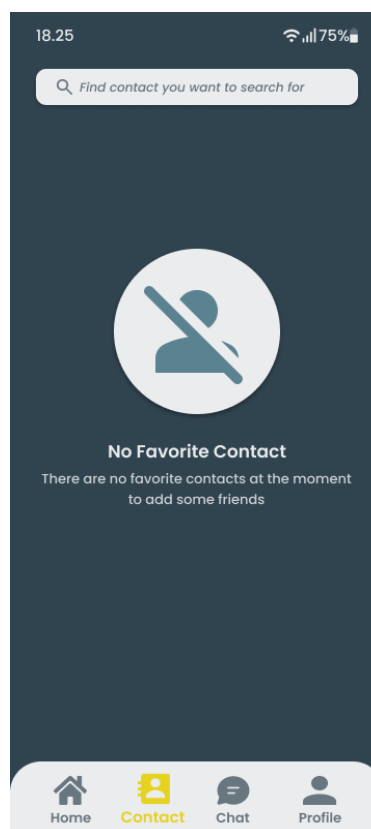 18.25 75%
Find contact you want to search for
No Favorite Contact
There are no favorite contacts at the moment
to add some friends
Home Contact Chat Profile